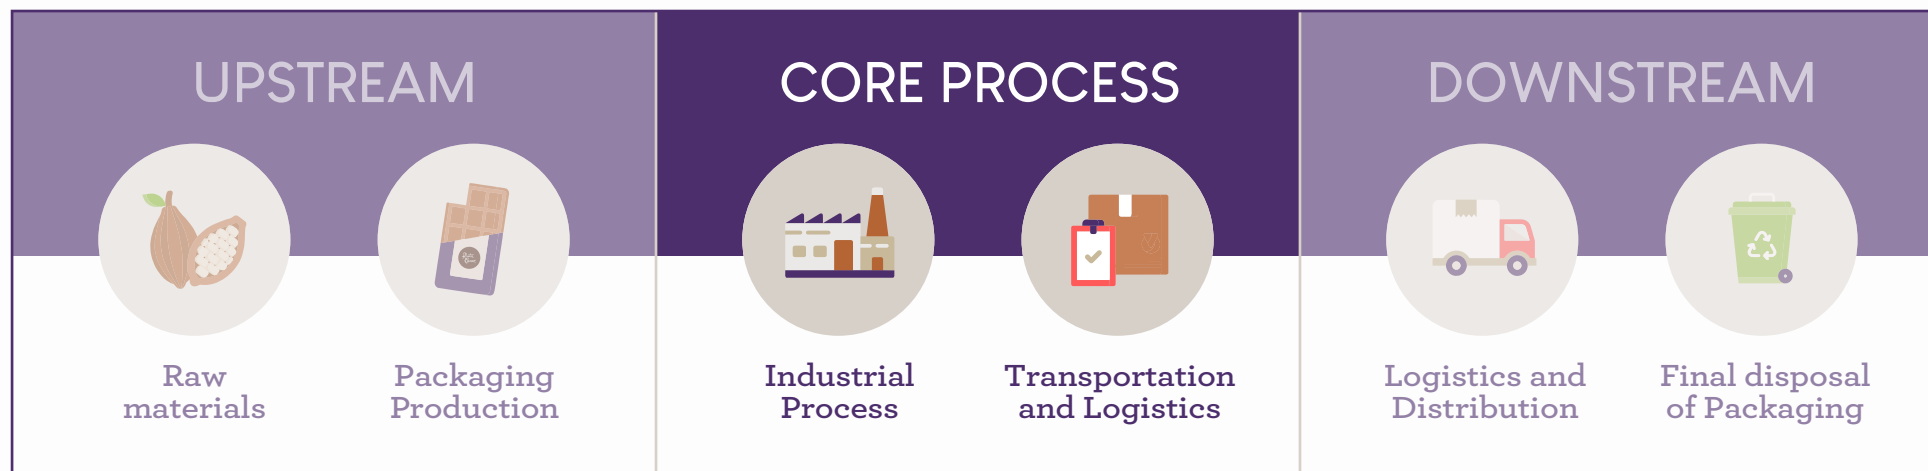 UPSTREAM
Raw
materials
Packaging
Production
CORE PROCESS
Industrial
Process
Transportation
and Logistics
DOWNSTREAM
Logistics and
Distribution
Final disposal
of Packaging